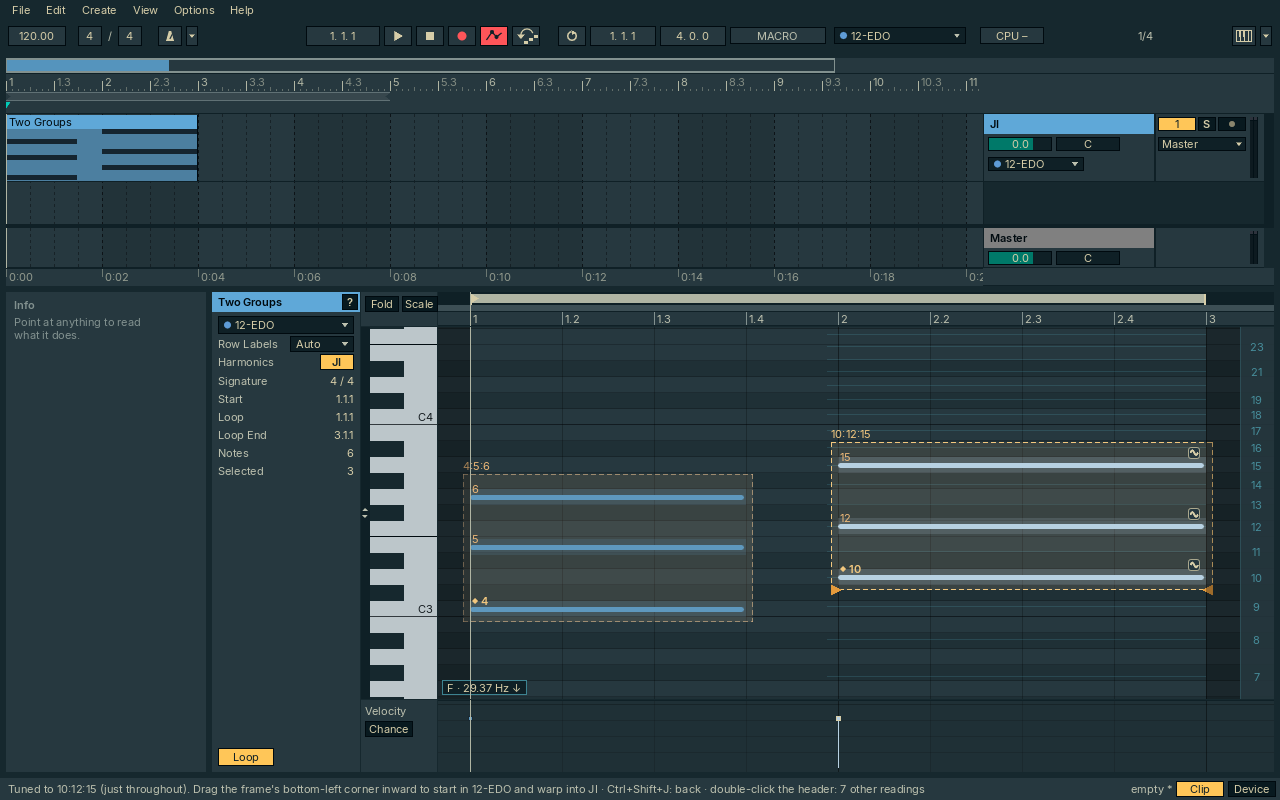 File Edit Create View Options Help
120.00 4 / 4 1. 1. 1 1. 1. 1 4. 0. 0 MACRO 12-EDO CPU – 1/4
1 1.3 2 2.3 3 3.3 4 4.3 5 5.3 6 6.3 7 7.3 8 8.3 9 9.3 10 10.3 11
Two Groups
JI 1 S
0.0 C Master
12-EDO
Master
0.0 C
0:00 0:02 0:04 0:06 0:08 0:10 0:12 0:14 0:16 0:18
Info
Point at anything to read
what it does.
Two Groups ?
12-EDO
Row Labels Auto
Harmonics JI
Signature 4 / 4
Start 1.1.1
Loop 1.1.1
Loop End 3.1.1
Notes 6
Selected 3
Loop
Fold Scale
1 1.2 1.3 1.4 2 2.2 2.3 2.4 3
23
21
19
C4 18
17
10:12:15
16
15
15
4:5:6
14
6
13
12
12
5
11
10
10
4
C3 9
8
7
F · 29.37 Hz ↓
Velocity
Chance
Tuned to 10:12:15 (just throughout). Drag the frame's bottom-left corner inward to start in 12-EDO and warp into JI · Ctrl+Shift+J: back · double-click the header: 7 other readings empty * Clip Device